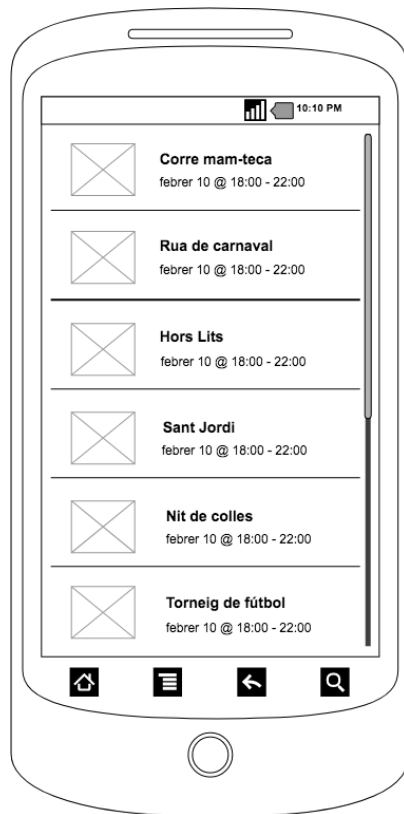 10:10 PM
Corre mam-teca
febrer 10 @ 18:00 - 22:00
Rua de carnaval
febrer 10 @ 18:00 - 22:00
Hors Lits
febrer 10 @ 18:00 - 22:00
Sant Jordi
febrer 10 @ 18:00 - 22:00
Nit de colles
febrer 10 @ 18:00 - 22:00
Torneig de fútbol
febrer 10 @ 18:00 - 22:00